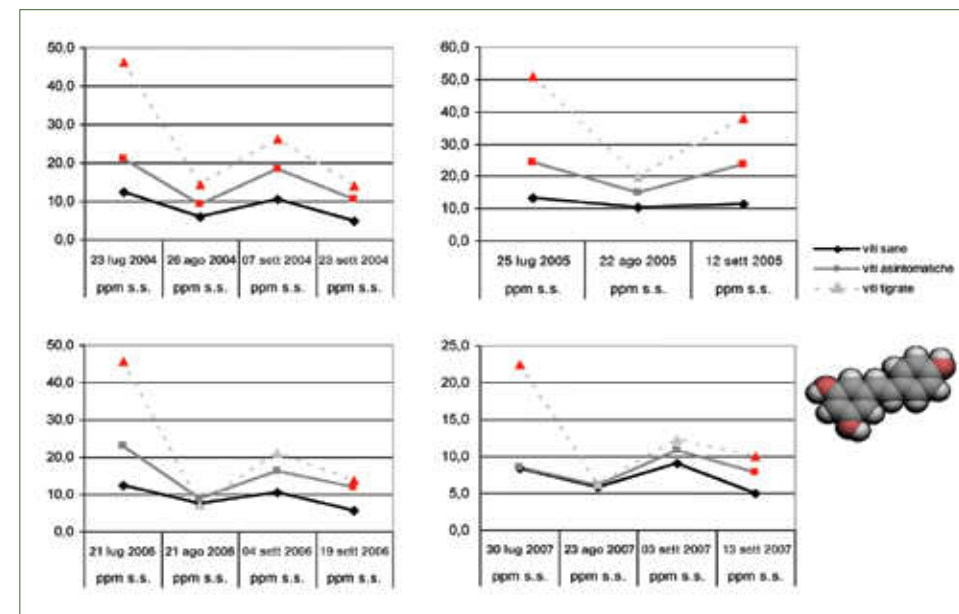 50,0
40,0
30,0
20,0
10,0
0,0
23 lug 2004 26 ago 2004 07 sett 2004 23 sett 2004
ppm s.s. ppm s.s. ppm s.s. ppm s.s.
60,0
50,0
40,0
30,0
20,0
10,0
0,0
25 lug 2005 22 ago 2005 12 sett 2005
ppm s.s. ppm s.s. ppm s.s.
viti sane
viti asintomatiche
viti tigrate
50,0
40,0
30,0
20,0
10,0
0,0
21 lug 2006 21 ago 2006 04 sett 2006 19 sett 2006
ppm s.s. ppm s.s. ppm s.s. ppm s.s.
25,0
20,0
15,0
10,0
5,0
0,0
30 lug 2007 23 ago 2007 03 sett 2007 13 sett 2007
ppm s.s. ppm s.s. ppm s.s. ppm s.s.